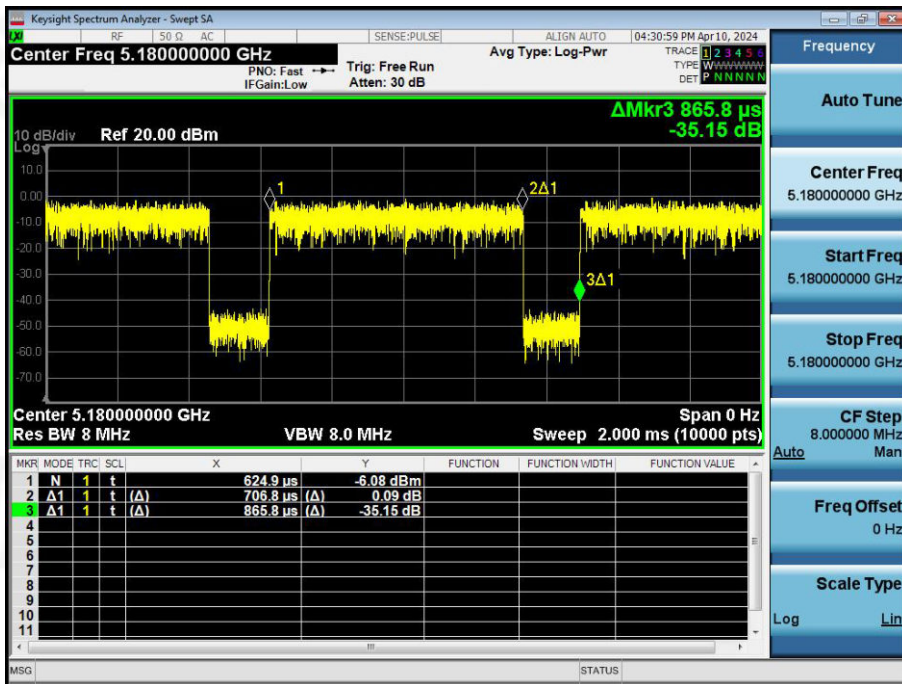 Keysight Spectrum Analyzer - Swept SA
LXI RF 50 Ω AC SENSE:PULSE ALIGN AUTO 04:30:59 PM Apr 10, 2024
Center Freq 5.180000000 GHz
PNO: Fast
IFGain:Low
Trig: Free Run
Atten: 30 dB
Avg Type: Log-Pwr
TRACE 1 2 3 4 5 6
TYPE WWWWWW
DET P N N N N N
ΔMkr3 865.8 µs
-35.15 dB
10 dB/div Ref 20.00 dBm
Log
10.0
0.00
-10.0
-20.0
-30.0
-40.0
-50.0
-60.0
-70.0
1
2Δ1
3Δ1
Center 5.180000000 GHz Span 0 Hz
Res BW 8 MHz VBW 8.0 MHz Sweep 2.000 ms (10000 pts)
MKR MODE TRC SCL X Y FUNCTION FUNCTION WIDTH FUNCTION VALUE
1 N 1 t 624.9 µs -6.08 dBm
2 Δ1 1 t (Δ) 706.8 µs (Δ) 0.09 dB
3 Δ1 1 t (Δ) 865.8 µs (Δ) -35.15 dB
4
5
6
7
8
9
10
11
MSG STATUS
Frequency
Auto Tune
Center Freq
5.180000000 GHz
Start Freq
5.180000000 GHz
Stop Freq
5.180000000 GHz
CF Step
8.000000 MHz
Auto Man
Freq Offset
0 Hz
Scale Type
Log Lin